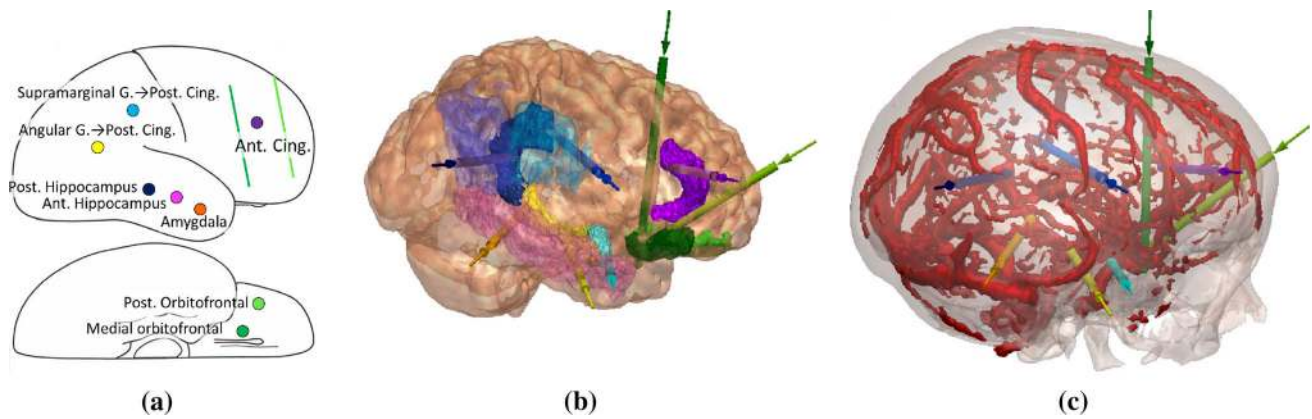 Supramarginal G.→Post. Cing.
Angular G.→Post. Cing.
Ant. Cing.
Post. Hippocampus
Ant. Hippocampus
Amygdala
Post. Orbitofrontal
Medial orbitofrontal
(a)
(b)
(c)